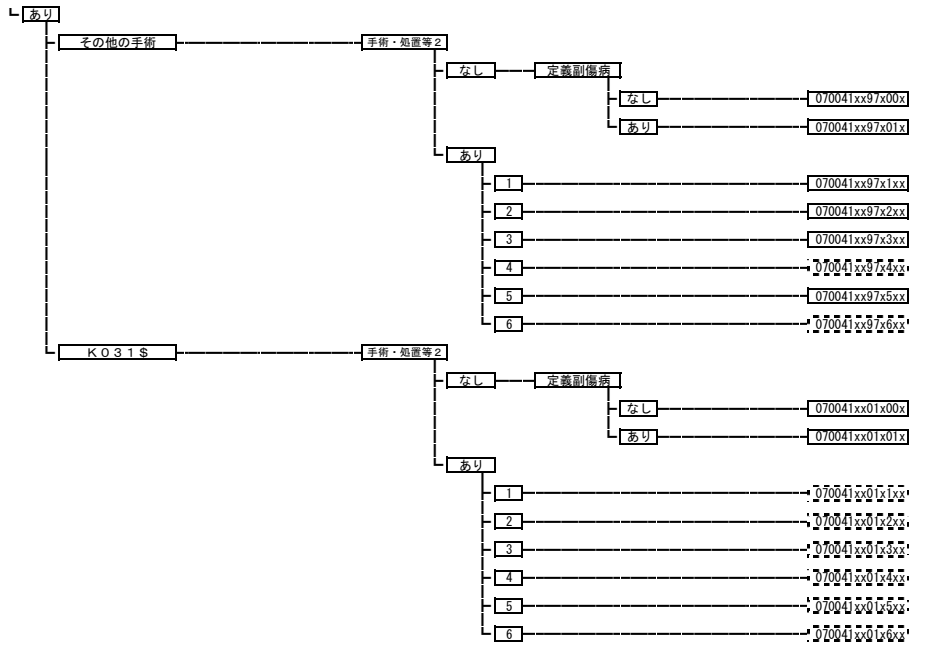 あり
その他の手術 手術・処置等2
なし 定義副傷病
なし 070041xx97x00x
あり 070041xx97x01x
あり
1 070041xx97x1xx
2 070041xx97x2xx
3 070041xx97x3xx
4 070041xx97x4xx
5 070041xx97x5xx
6 070041xx97x6xx
K031$ 手術・処置等2
なし 定義副傷病
なし 070041xx01x00x
あり 070041xx01x01x
あり
1 070041xx01x1xx
2 070041xx01x2xx
3 070041xx01x3xx
4 070041xx01x4xx
5 070041xx01x5xx
6 070041xx01x6xx